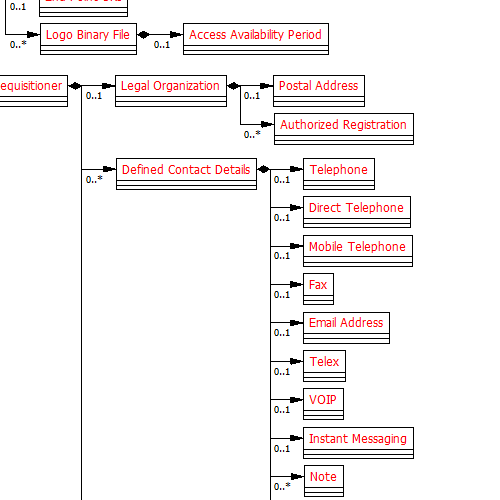 0..1
Logo Binary File
Access Availability Period
0..*
0..1
equisitioner
Legal Organization
Postal Address
0..1
0..1
Authorized Registration
0..*
Defined Contact Details
Telephone
0..*
0..1
Direct Telephone
0..1
Mobile Telephone
0..1
Fax
0..1
Email Address
0..1
Telex
0..1
VOIP
0..1
Instant Messaging
0..1
Note
0..*